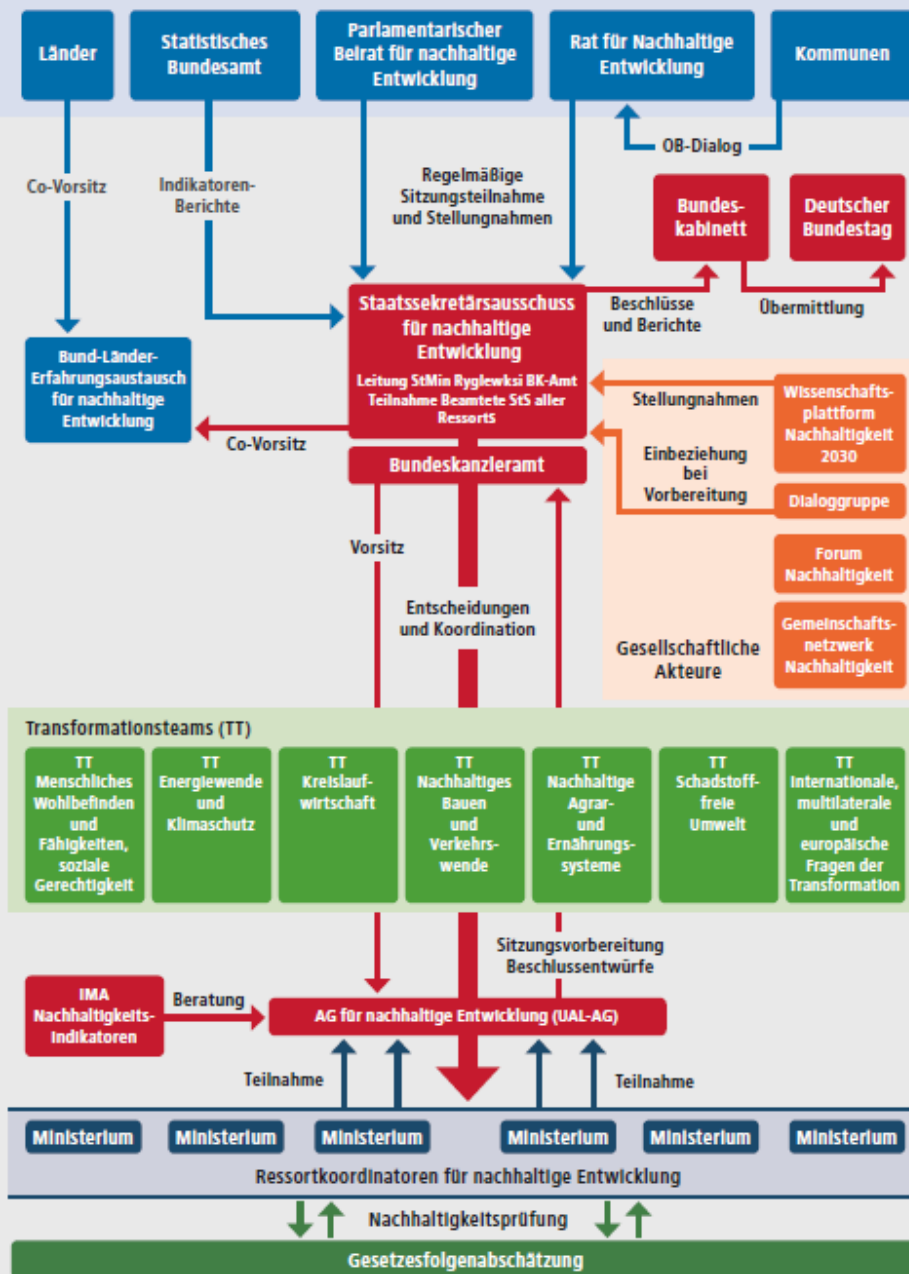 Länder
Statistisches
Bundesamt
Parlamentarischer
Beirat für nachhaltige
Entwicklung
Rat für Nachhaltige
Entwicklung
Kommunen
OB-Dialog
Co-Vorsitz
Indikatoren-
Berichte
Regelmäßige
Sitzungsteilnahme
und Stellungnahmen
Bundes-
kabinett
Deutscher
Bundestag
Staatssekretärsausschuss
für nachhaltige
Entwicklung
Leitung StMin Ryglewksi BK-Amt
Teilnahme Beamtete StS aller
Ressorts
Beschlüsse
und Berichte
Übermittlung
Bund-Länder-
Erfahrungsaustausch
für nachhaltige
Entwicklung
Co-Vorsitz
Stellungnahmen
Wissenschafts-
plattform
Nachhaltigkeit
2030
Bundeskanzleramt
Einbeziehung
bei
Vorbereitung
Dialoggruppe
Vorsitz
Forum
Nachhaltigkeit
Entscheidungen
und Koordination
Gesellschaftliche
Akteure
Gemeinschafts-
netzwerk
Nachhaltigkeit
Transformationsteams (TT)
TT
Menschliches
Wohlbefinden
und
Fähigkeiten,
soziale
Gerechtigkeit
TT
Energiewende
und
Klimaschutz
TT
Kreislauf-
wirtschaft
TT
Nachhaltiges
Bauen
und
Verkehrs-
wende
TT
Nachhaltige
Agrar-
und
Ernährungs-
systeme
TT
Schadstoff-
freie
Umwelt
TT
Internationale,
multilaterale
und
europäische
Fragen der
Transformation
Sitzungsvorbereitung
Beschlussentwürfe
IMA
Nachhaltigkeits-
indikatoren
Beratung
AG für nachhaltige Entwicklung (UAL-AG)
Teilnahme
Teilnahme
Ministerium
Ministerium
Ministerium
Ministerium
Ministerium
Ministerium
Ressortkoordinatoren für nachhaltige Entwicklung
Nachhaltigkeitsprüfung
Gesetzesfolgenabschätzung